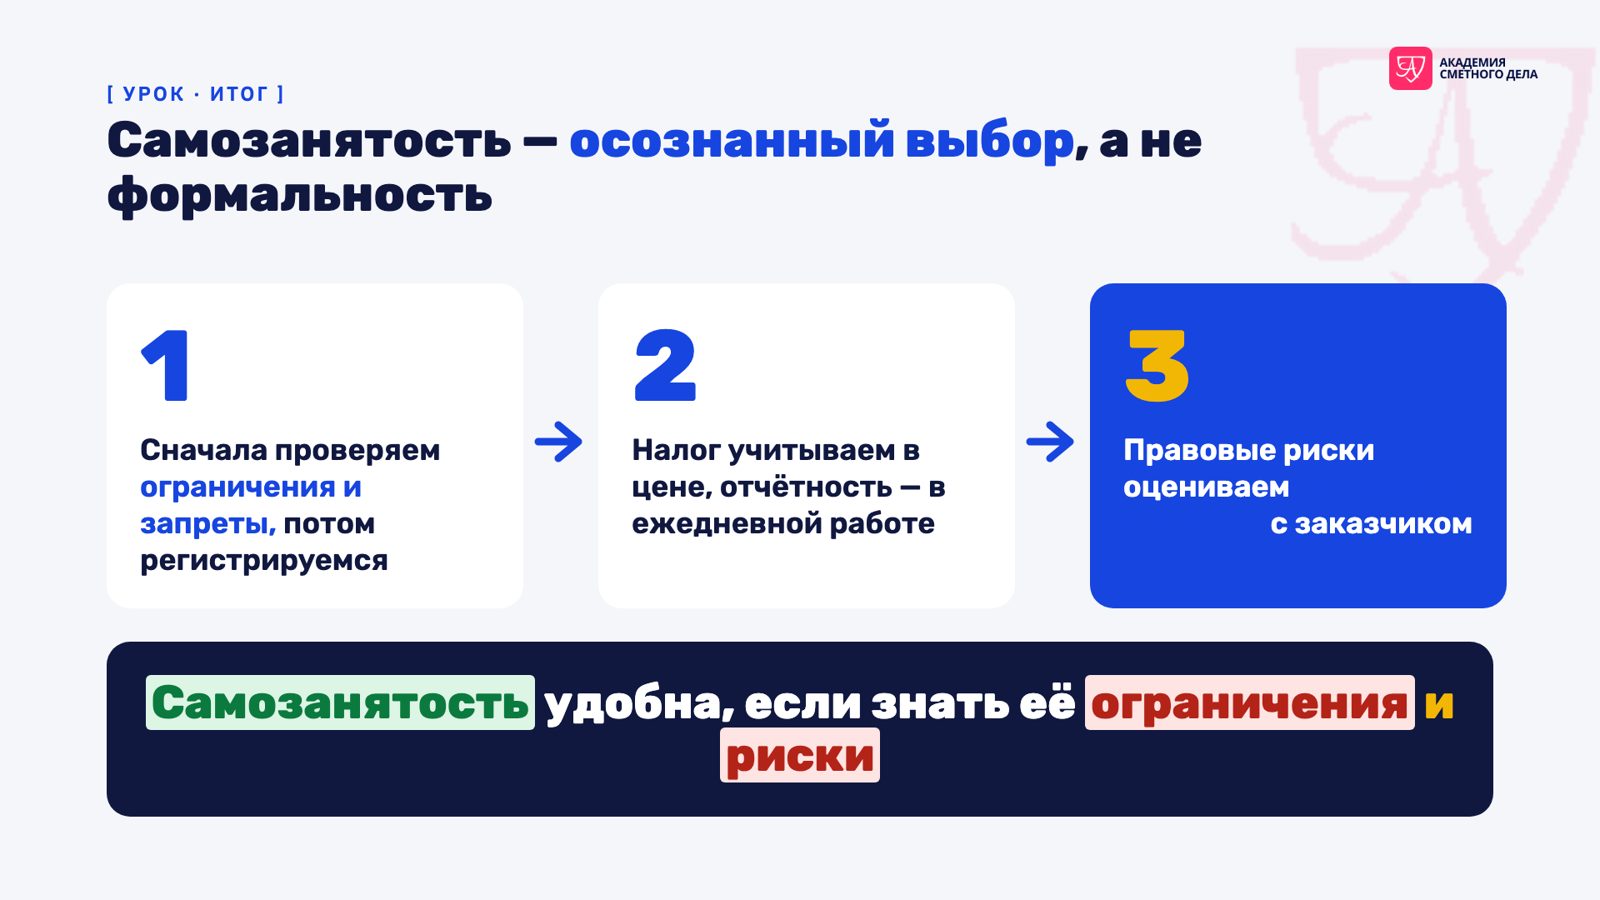 АКАДЕМИЯ
СМЕТНОГО ДЕЛА
[ УРОК · ИТОГ ]
Самозанятость — осознанный выбор, а не
формальность
1
Сначала проверяем
ограничения и
запреты, потом
регистрируемся
2
Налог учитываем в
цене, отчётность — в
ежедневной работе
3
Правовые риски
оцениваем
с заказчиком
Самозанятость удобна, если знать её ограничения и
риски